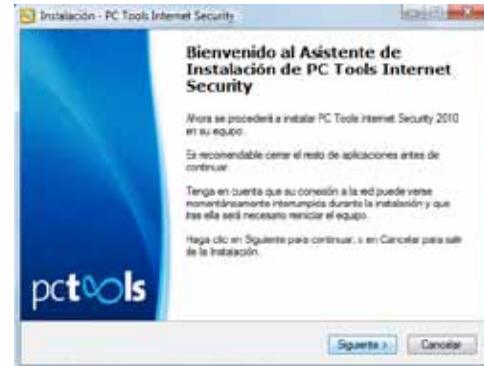 Instalación - PC Tools Internet Security
Bienvenido al Asistente de
Instalación de PC Tools Internet
Security
Ahora se procederá a instalar PC Tools Internet Security 2010
en su equipo.
Es recomendable cerrar el resto de aplicaciones antes de
continuar.
Tenga en cuenta que su conexión a la red puede verse
momentáneamente interrumpida durante la instalación y que
tras ella será necesario reiniciar el equipo.
Haga clic en Siguiente para continuar, o en Cancelar para salir
de la Instalación.
pctools
Siguiente >
Cancelar